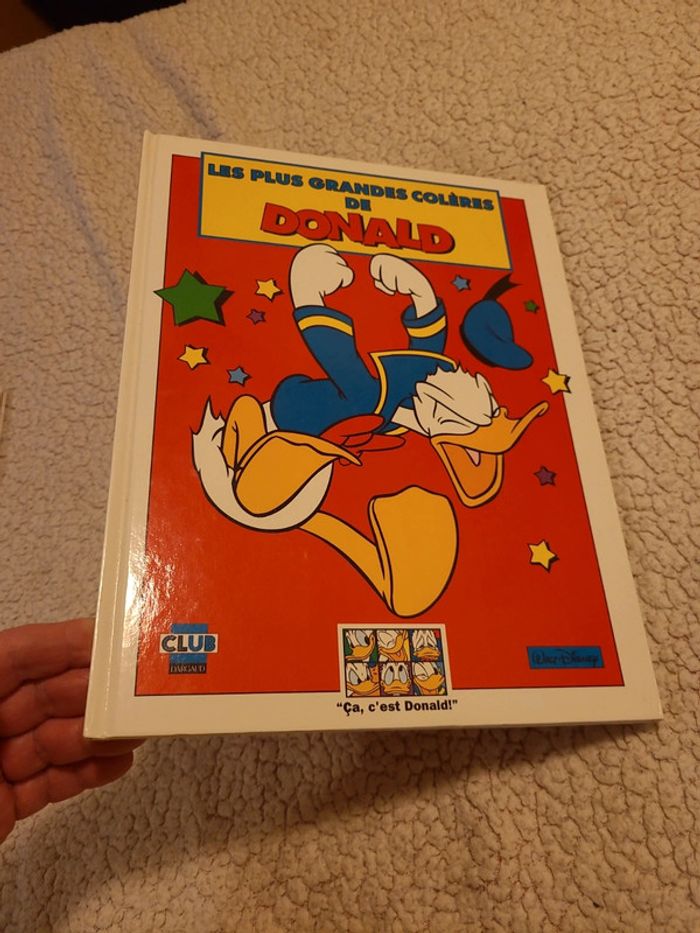 LES PLUS GRANDES COLÈRES
DE
DONALD
CLUB
DARGAUD
"Ça, c'est Donald!"
Walt Disney